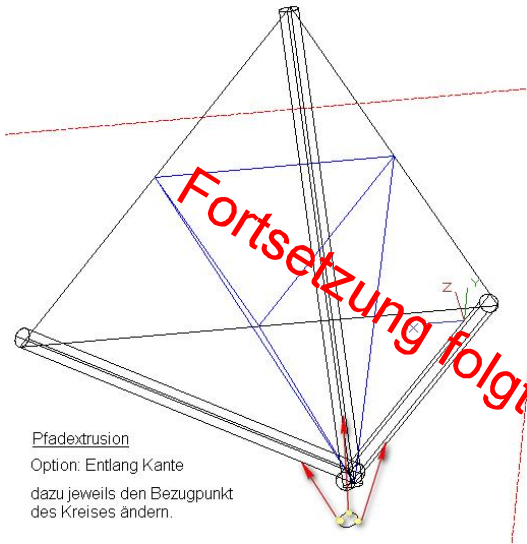 Fortsetzung folgt
Z
Y
X
Pfadextrusion
Option: Entlang Kante
dazu jeweils den Bezugpunkt
des Kreises ändern.